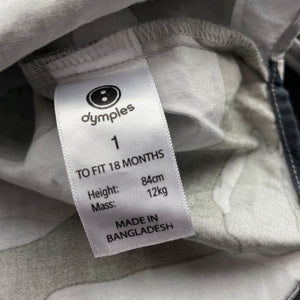 dymples
1
TO FIT 18 MONTHS
Height: 84cm
Mass: 12kg
MADE IN
BANGLADESH